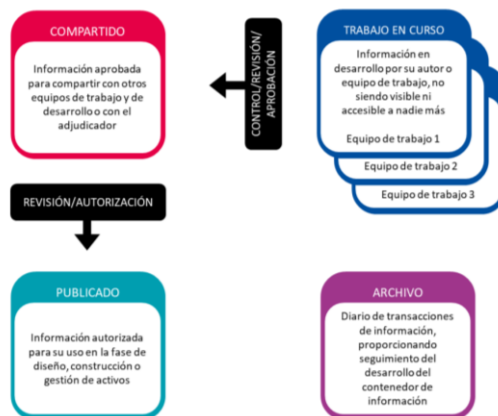 COMPARTIDO
Información aprobada
para compartir con otros
equipos de trabajo y de
desarrollo o con el
adjudicador
CONTROL/REVISIÓN/
APROBACIÓN
TRABAJO EN CURSO
Información en
desarrollo por su autor o
equipo de trabajo, no
siendo visible ni
accesible a nadie más
Equipo de trabajo 1
Equipo de trabajo 2
Equipo de trabajo 3
REVISIÓN/AUTORIZACIÓN
PUBLICADO
Información autorizada
para su uso en la fase de
diseño, construcción o
gestión de activos
ARCHIVO
Diario de transacciones
de información,
proporcionando
seguimiento del
desarrollo del
contenedor de
información